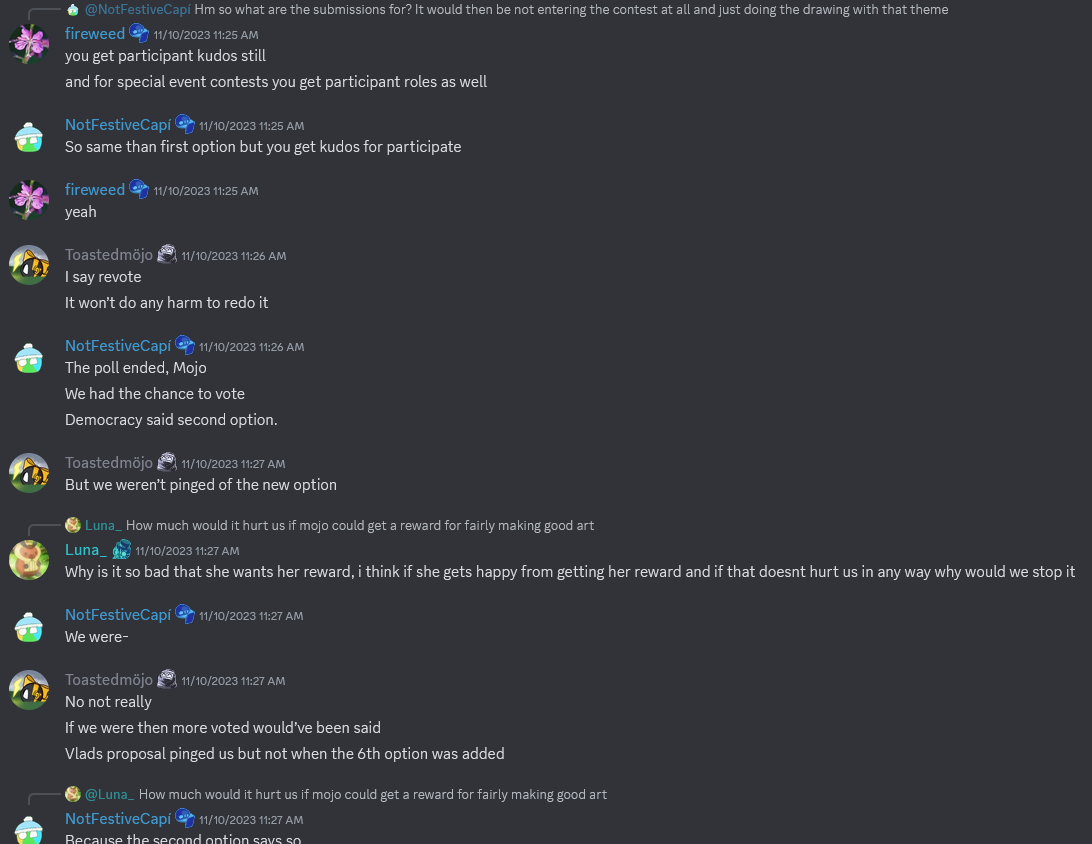 @NotFestiveCapí Hm so what are the submissions for? It would then be not entering the contest at all and just doing the drawing with that theme
fireweed 11/10/2023 11:25 AM
you get participant kudos still
and for special event contests you get participant roles as well
NotFestiveCapí 11/10/2023 11:25 AM
So same than first option but you get kudos for participate
fireweed 11/10/2023 11:25 AM
yeah
Toastedmöjo 11/10/2023 11:26 AM
I say revote
It won't do any harm to redo it
NotFestiveCapí 11/10/2023 11:26 AM
The poll ended, Mojo
We had the chance to vote
Democracy said second option.
Toastedmöjo 11/10/2023 11:27 AM
But we weren't pinged of the new option
Luna_ How much would it hurt us if mojo could get a reward for fairly making good art
Luna_ 11/10/2023 11:27 AM
Why is it so bad that she wants her reward, i think if she gets happy from getting her reward and if that doesnt hurt us in any way why would we stop it
NotFestiveCapí 11/10/2023 11:27 AM
We were-
Toastedmöjo 11/10/2023 11:27 AM
No not really
If we were then more voted would've been said
Vlads proposal pinged us but not when the 6th option was added
@Luna_ How much would it hurt us if mojo could get a reward for fairly making good art
NotFestiveCapí 11/10/2023 11:27 AM
Because the second option says so